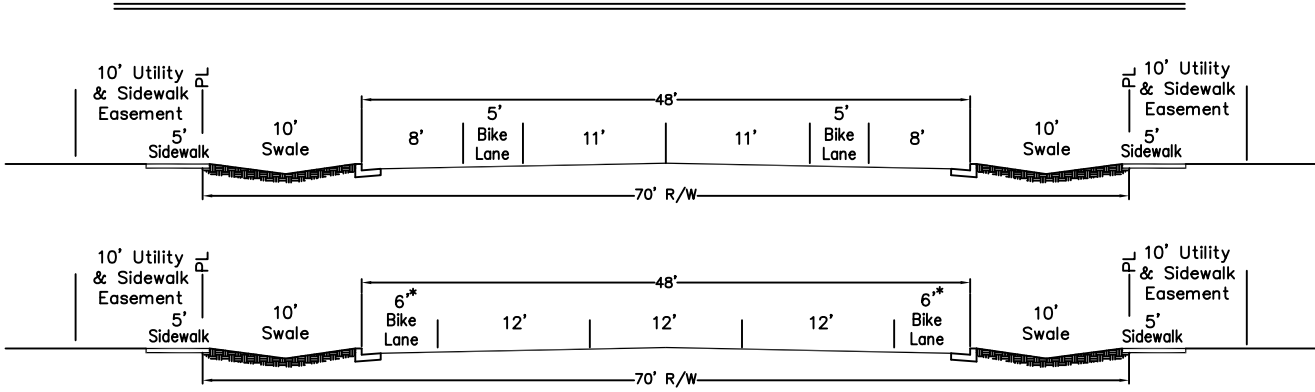 10' Utility
& Sidewalk
Easement
PL
5'
Sidewalk
10'
Swale
48'
8'
5'
Bike
Lane
11'
11'
5'
Bike
Lane
8'
10'
Swale
PL
10' Utility
& Sidewalk
Easement
5'
Sidewalk
70' R/W
10' Utility
& Sidewalk
Easement
PL
5'
Sidewalk
10'
Swale
48'
6'*
Bike
Lane
12'
12'
12'
6'*
Bike
Lane
10'
Swale
PL
10' Utility
& Sidewalk
Easement
5'
Sidewalk
70' R/W